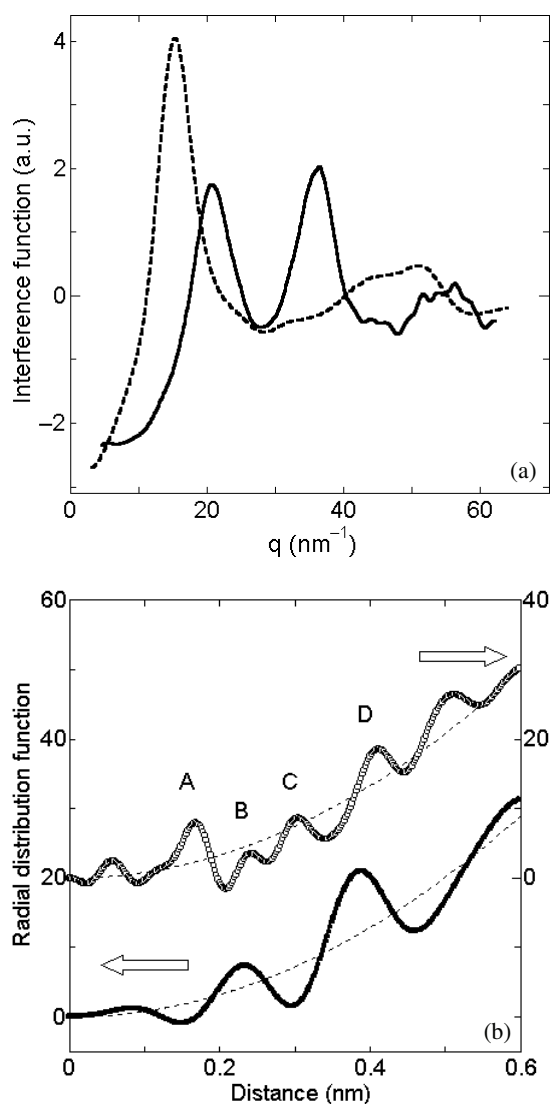 4
2
0
−2
Interference function (a.u.)
(a)
0 20 40 60
q (nm⁻¹)
60
40
20
0
Radial distribution function
40
20
0
A
B
C
D
(b)
0 0.2 0.4 0.6
Distance (nm)